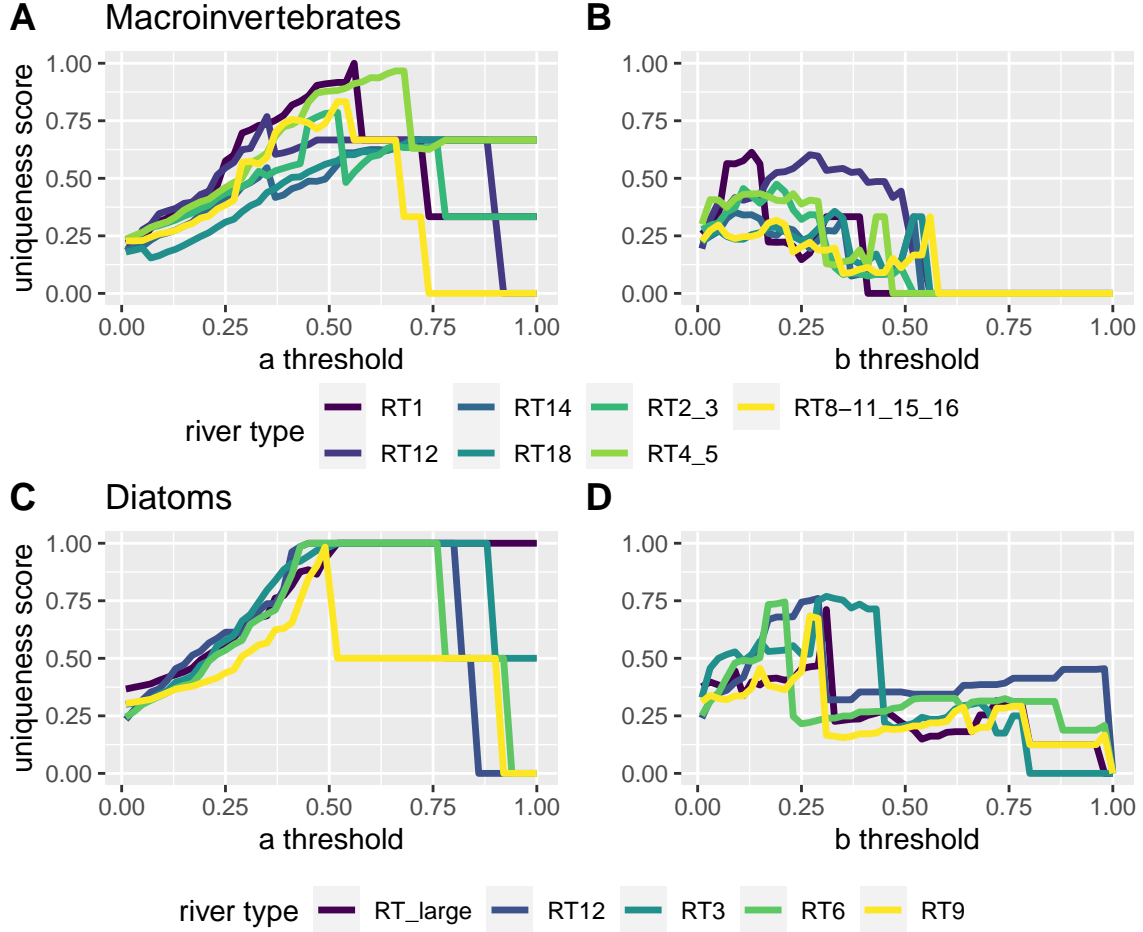 A Macroinvertebrates B
uniqueness score
1.00
0.75
0.50
0.25
0.00
0.00 0.25 0.50 0.75 1.00
a threshold
1.00
0.75
0.50
0.25
0.00
0.00 0.25 0.50 0.75 1.00
b threshold
river type
RT1 RT14 RT2_3 RT8−11_15_16
RT12 RT18 RT4_5
C Diatoms D
uniqueness score
1.00
0.75
0.50
0.25
0.00
0.00 0.25 0.50 0.75 1.00
a threshold
1.00
0.75
0.50
0.25
0.00
0.00 0.25 0.50 0.75 1.00
b threshold
river type RT_large RT12 RT3 RT6 RT9